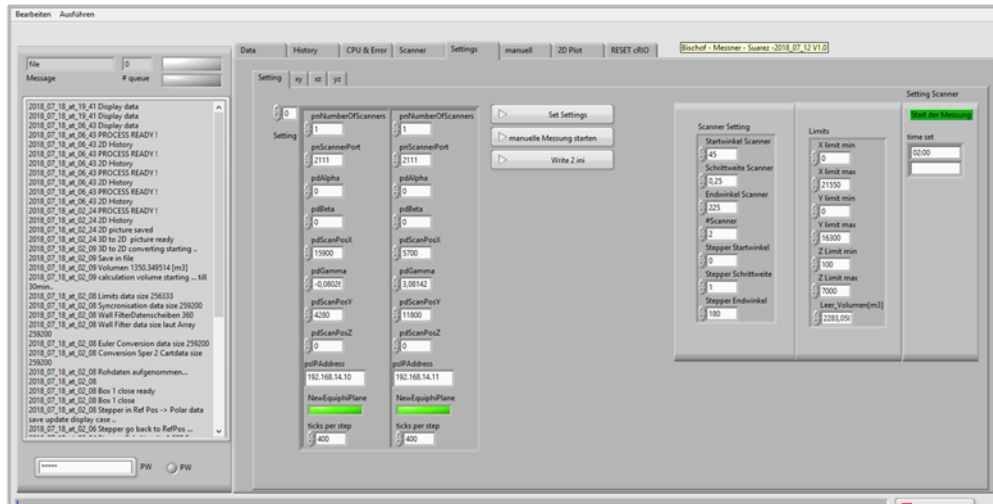 Bearbeiten Ausführen
Data History CPU & Error Scanner Settings manuell 2D Plot RESET cRIO
Bischof - Messner - Suarez -2018_07_12 V1.0
file 0
Message # queue
2018_07_18_at_19_41 Display data
2018_07_18_at_19_41 Display data
2018_07_18_at_06_43 Display data
2018_07_18_at_06_43 PROCESS READY !
2018_07_18_at_06_43 2D History
2018_07_18_at_06_43 PROCESS READY !
2018_07_18_at_06_43 2D History
2018_07_18_at_06_43 PROCESS READY !
2018_07_18_at_06_43 2D History
2018_07_18_at_06_43 PROCESS READY !
2018_07_18_at_06_43 2D History
2018_07_18_at_02_24 PROCESS READY !
2018_07_18_at_02_24 2D History
2018_07_18_at_02_24 2D picture saved
2018_07_18_at_02_24 3D to 2D picture ready
2018_07_18_at_02_09 3D to 2D converting starting ..
2018_07_18_at_02_09 Save in file
2018_07_18_at_02_09 Volumen 1350.349514 [m3]
2018_07_18_at_02_09 calculation volume starting ... till
30min..
2018_07_18_at_02_08 Limits data size 256333
2018_07_18_at_02_08 Syncronisation data size 259200
2018_07_18_at_02_08 Wall FilterDatenscheiben 360
2018_07_18_at_02_08 Wall Filter data size laut Array
259200
2018_07_18_at_02_08 Euler Conversion data size 259200
2018_07_18_at_02_08 Conversion Sper 2 Cartdata size
259200
2018_07_18_at_02_08 Rohdaten aufgenommen...
2018_07_18_at_02_08
2018_07_18_at_02_08 Box 1 close ready
2018_07_18_at_02_08 Box 1 close
2018_07_18_at_02_08 Stepper in Ref Pos -> Polar data
save update display case ..
2018_07_18_at_02_06 Stepper go back to RefPos ...
***** PW PW
Setting xy xz yz
0
Setting
pnNumberOfScanners
1
pnScannerPort
2111
pdAlpha
0
pdBeta
0
pdScanPosX
15900
pdGamma
-0,08026
pdScanPosY
4280
pdScanPosZ
0
psIPAddress
192.168.14.10
NewEquiphiPlane
ticks per step
400
pnNumberOfScanners
1
pnScannerPort
2111
pdAlpha
0
pdBeta
0
pdScanPosX
5700
pdGamma
3,08142
pdScanPosY
11800
pdScanPosZ
0
psIPAddress
192.168.14.11
NewEquiphiPlane
ticks per step
400
Set Settings
manuelle Messung starten
Write 2 ini
Scanner Setting
Startwinkel Scanner
45
Schrittweite Scanner
0,25
Endwinkel Scanner
225
#Scanner
2
Stepper Startwinkel
0
Stepper Schrittweite
1
Stepper Endwinkel
180
Limits
X limit min
0
X limit max
21550
Y limit min
0
Y limit max
16300
Z Limit min
100
Z Limit max
7000
Leer_Volumen[m3]
2283,05
Setting Scanner
Start der Messung
time set
02:00